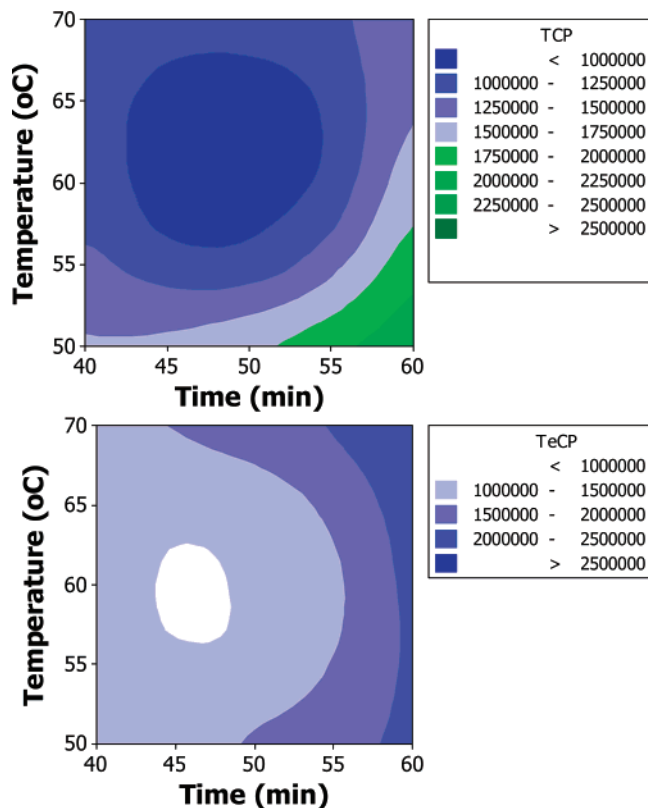 TCP
< 1000000
1000000 - 1250000
1250000 - 1500000
1500000 - 1750000
1750000 - 2000000
2000000 - 2250000
2250000 - 2500000
> 2500000
70
65
60
55
50
Temperature (oC)
40 45 50 55 60
Time (min)
TeCP
< 1000000
1000000 - 1500000
1500000 - 2000000
2000000 - 2500000
> 2500000
70
65
60
55
50
Temperature (oC)
40 45 50 55 60
Time (min)